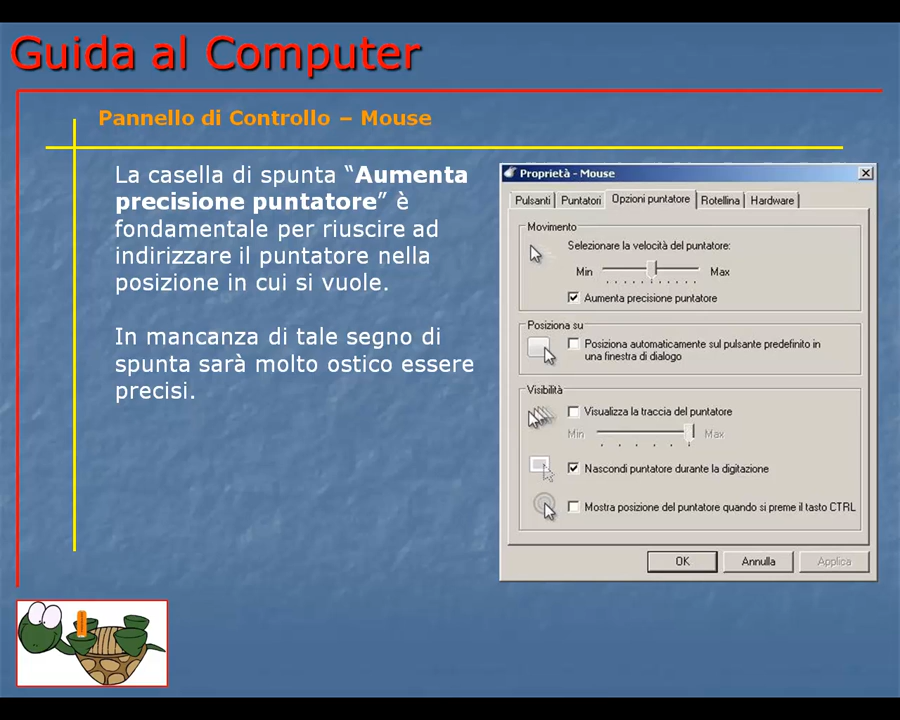 Guida al Computer
Pannello di Controllo – Mouse
La casella di spunta “Aumenta
precisione puntatore” è
fondamentale per riuscire ad
indirizzare il puntatore nella
posizione in cui si vuole.
In mancanza di tale segno di
spunta sarà molto ostico essere
precisi.
Proprietà - Mouse
Pulsanti Puntatori Opzioni puntatore Rotellina Hardware
Movimento
Selezionare la velocità del puntatore:
Min Max
Aumenta precisione puntatore
Posiziona su
Posiziona automaticamente sul pulsante predefinito in
una finestra di dialogo
Visibilità
Visualizza la traccia del puntatore
Min Max
Nascondi puntatore durante la digitazione
Mostra posizione del puntatore quando si preme il tasto CTRL
OK Annulla Applica